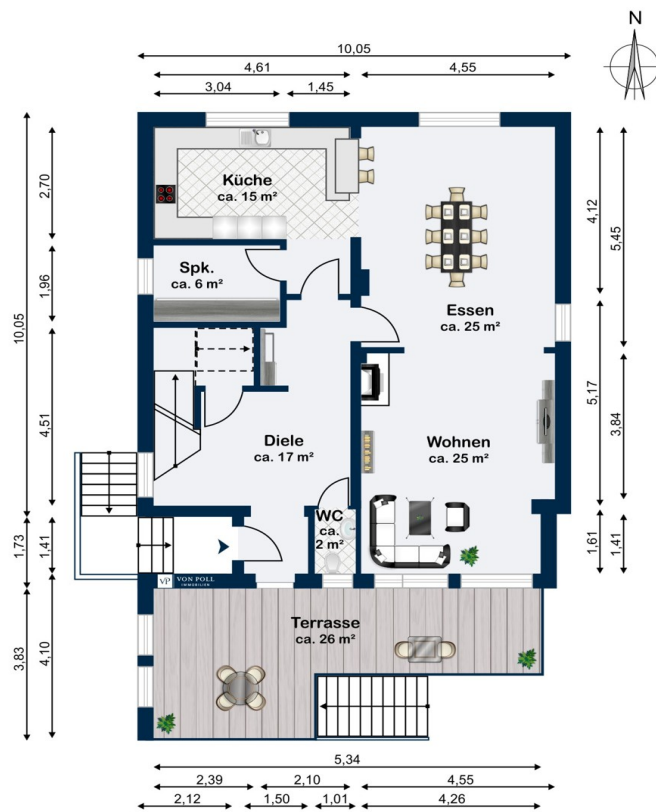 N
10,05
4,61
4,55
3,04
1,45
Küche
ca. 15 m²
Spk.
ca. 6 m²
Essen
ca. 25 m²
Diele
ca. 17 m²
Wohnen
ca. 25 m²
WC
ca.
2 m²
VP
VON POLL
IMMOBILIEN
Terrasse
ca. 26 m²
10,05
2,70
1,96
4,51
1,73
1,41
3,83
4,10
4,12
5,45
5,17
3,84
1,61
1,41
5,34
2,39
2,10
4,55
2,12
1,50
1,01
4,26